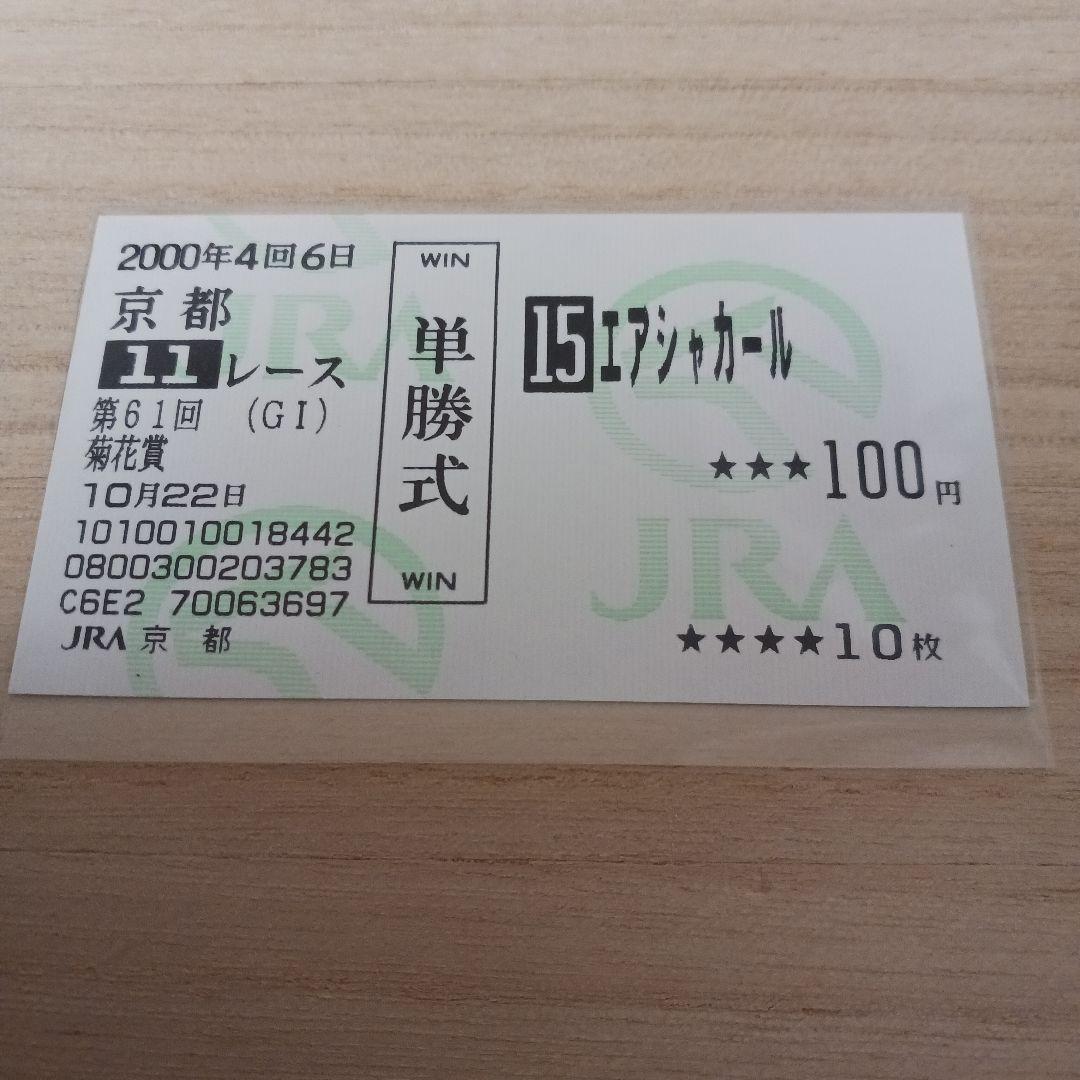 2000年4回6日
京都
11レース
第61回 (GI)
菊花賞
10月22日
1010010018442
0800300203783
C6E2 70063697
JRA 京都
WIN
単勝式
WIN
15エアシャカール
★★★100円
★★★★10枚
JRA
JRA